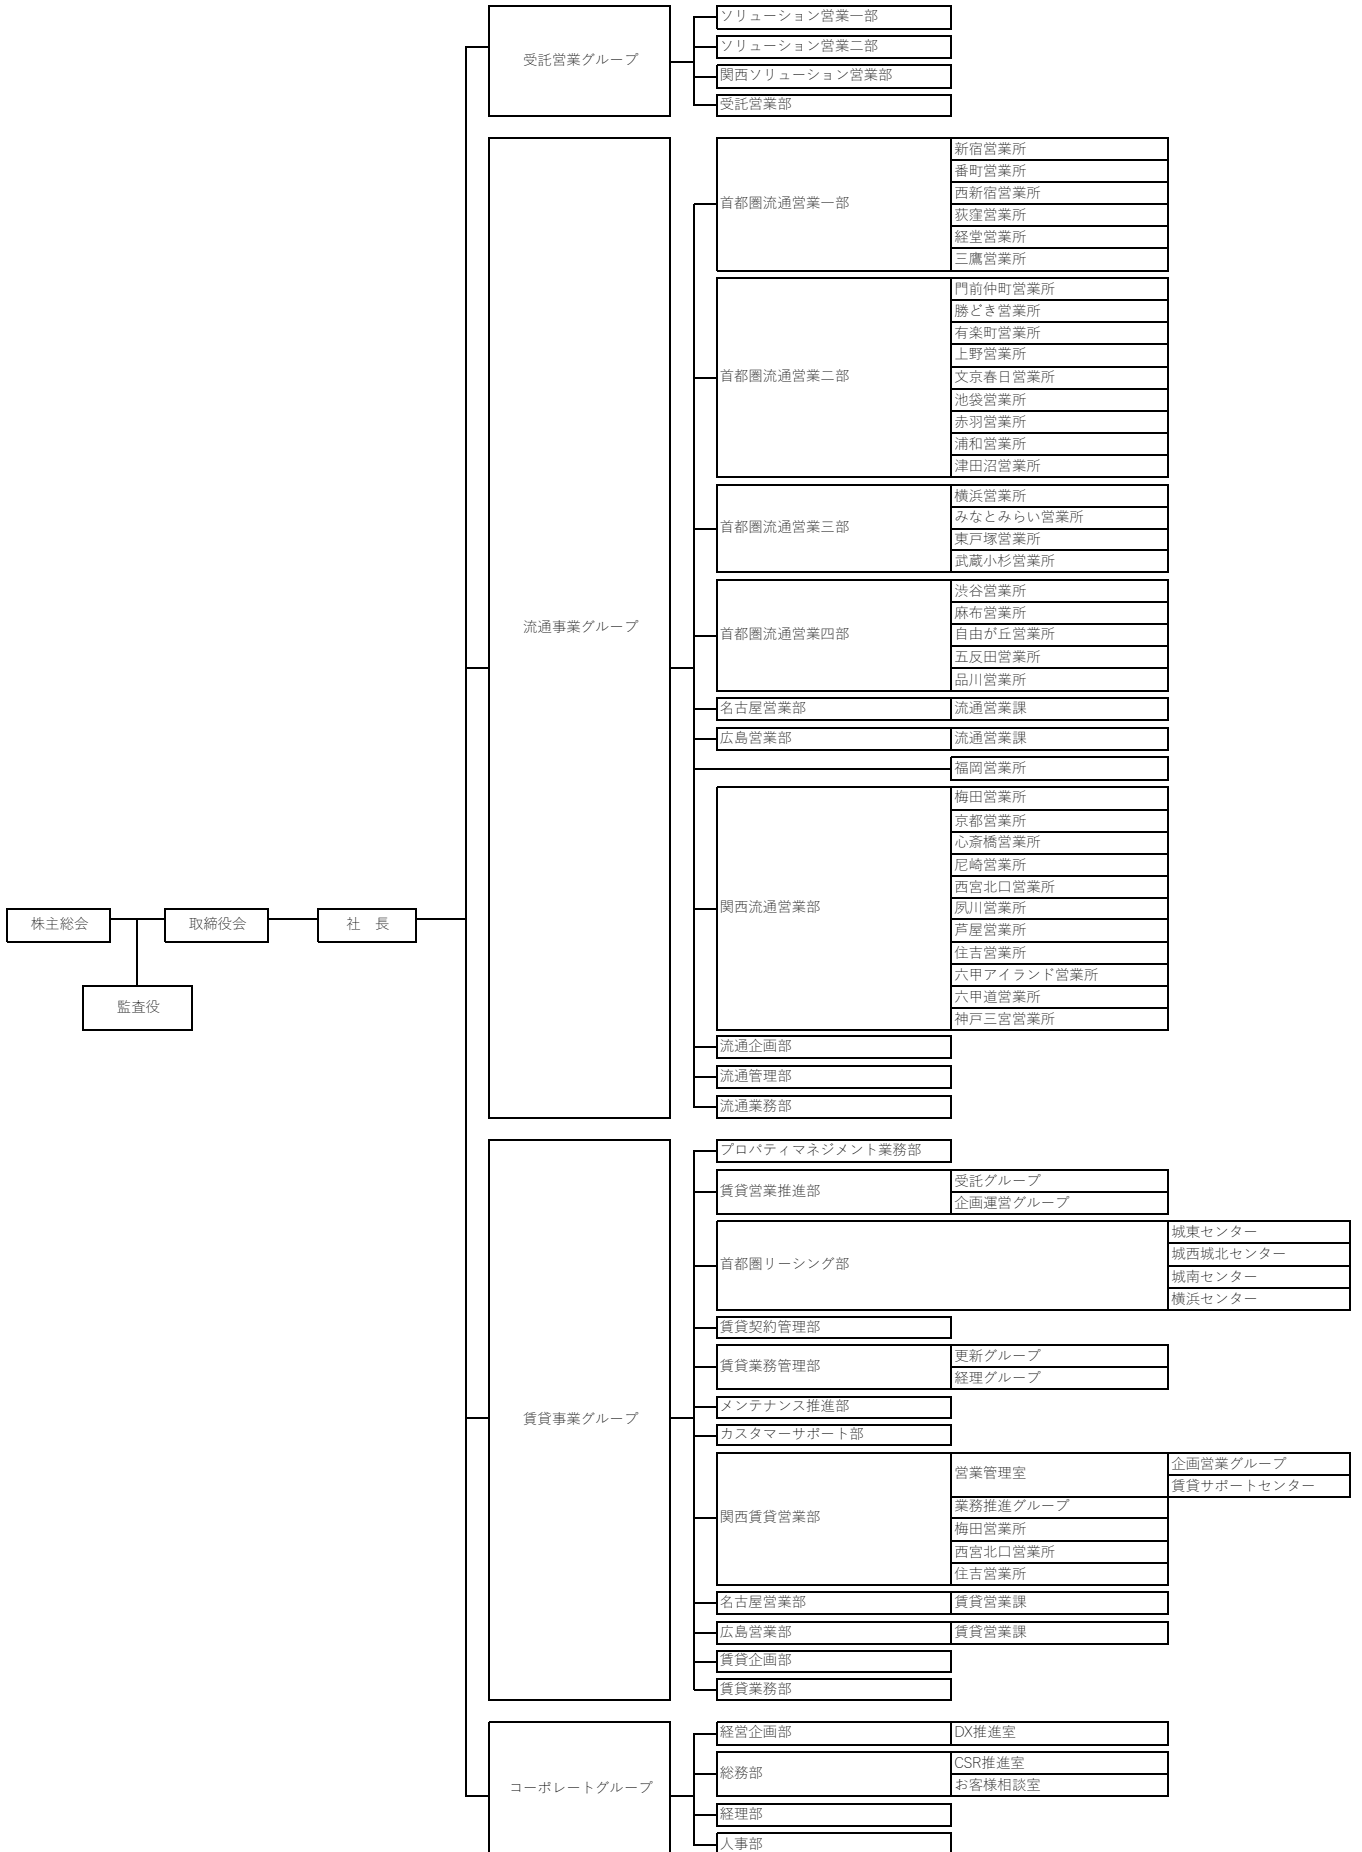 株主総会
取締役会
社　長
監査役
受託営業グループ
ソリューション営業一部
ソリューション営業二部
関西ソリューション営業部
受託営業部
流通事業グループ
首都圏流通営業一部
新宿営業所
番町営業所
西新宿営業所
荻窪営業所
経堂営業所
三鷹営業所
首都圏流通営業二部
門前仲町営業所
勝どき営業所
有楽町営業所
上野営業所
文京春日営業所
池袋営業所
赤羽営業所
浦和営業所
津田沼営業所
首都圏流通営業三部
横浜営業所
みなとみらい営業所
東戸塚営業所
武蔵小杉営業所
首都圏流通営業四部
渋谷営業所
麻布営業所
自由が丘営業所
五反田営業所
品川営業所
名古屋営業部
流通営業課
広島営業部
流通営業課
福岡営業所
関西流通営業部
梅田営業所
京都営業所
心斎橋営業所
尼崎営業所
西宮北口営業所
夙川営業所
芦屋営業所
住吉営業所
六甲アイランド営業所
六甲道営業所
神戸三宮営業所
流通企画部
流通管理部
流通業務部
賃貸事業グループ
プロパティマネジメント業務部
賃貸営業推進部
受託グループ
企画運営グループ
首都圏リーシング部
城東センター
城西城北センター
城南センター
横浜センター
賃貸契約管理部
賃貸業務管理部
更新グループ
経理グループ
メンテナンス推進部
カスタマーサポート部
関西賃貸営業部
営業管理室
企画営業グループ
賃貸サポートセンター
業務推進グループ
梅田営業所
西宮北口営業所
住吉営業所
名古屋営業部
賃貸営業課
広島営業部
賃貸営業課
賃貸企画部
賃貸業務部
コーポレートグループ
経営企画部
DX推進室
総務部
CSR推進室
お客様相談室
経理部
人事部